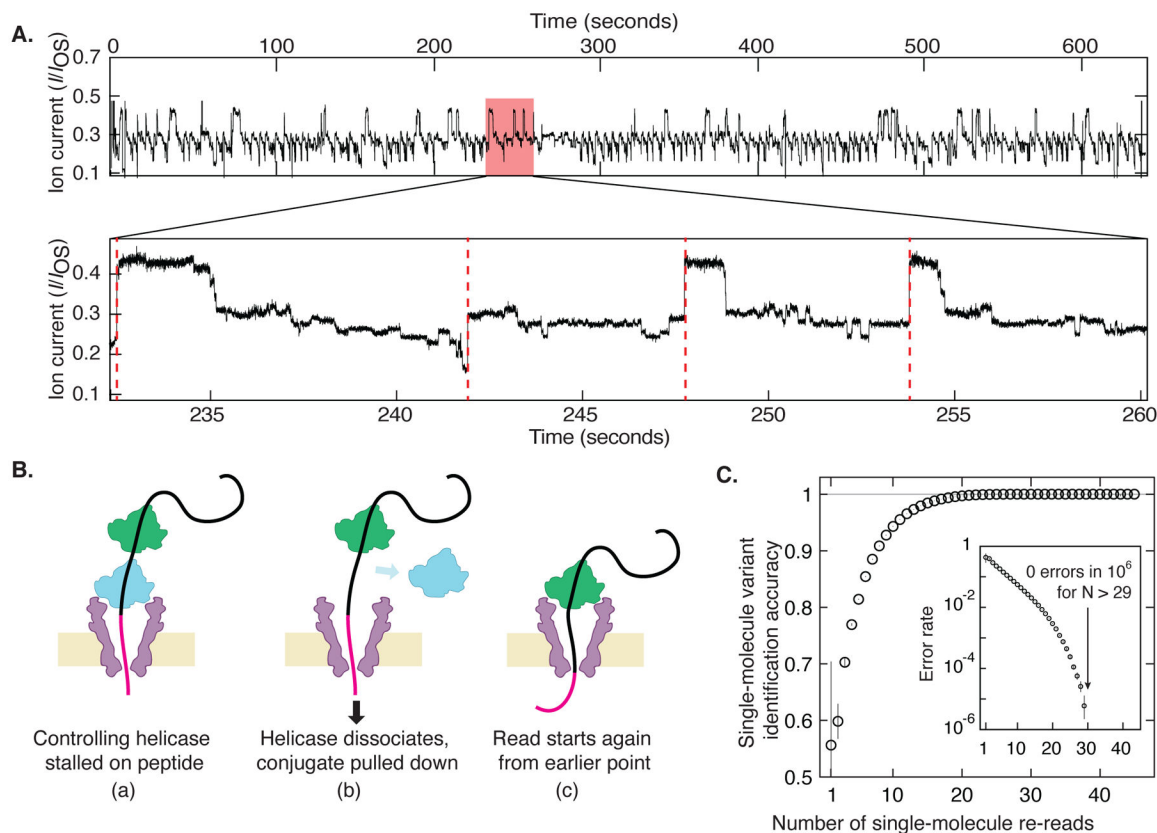 A.
Time (seconds)
0 100 200 300 400 500 600
Ion current (I/IOS)
0.7
0.5
0.3
0.1
Ion current (I/IOS)
0.4
0.3
0.2
0.1
235 240 245 250 255 260
Time (seconds)
B.
Controlling helicase
stalled on peptide
(a)
Helicase dissociates,
conjugate pulled down
(b)
Read starts again
from earlier point
(c)
C.
Single-molecule variant
identification accuracy
1
0.9
0.8
0.7
0.6
0.5
1 10 20 30 40
Number of single-molecule re-reads
Error rate
1
10-2
10-4
10-6
0 errors in 106
for N > 29
1 10 20 30 40